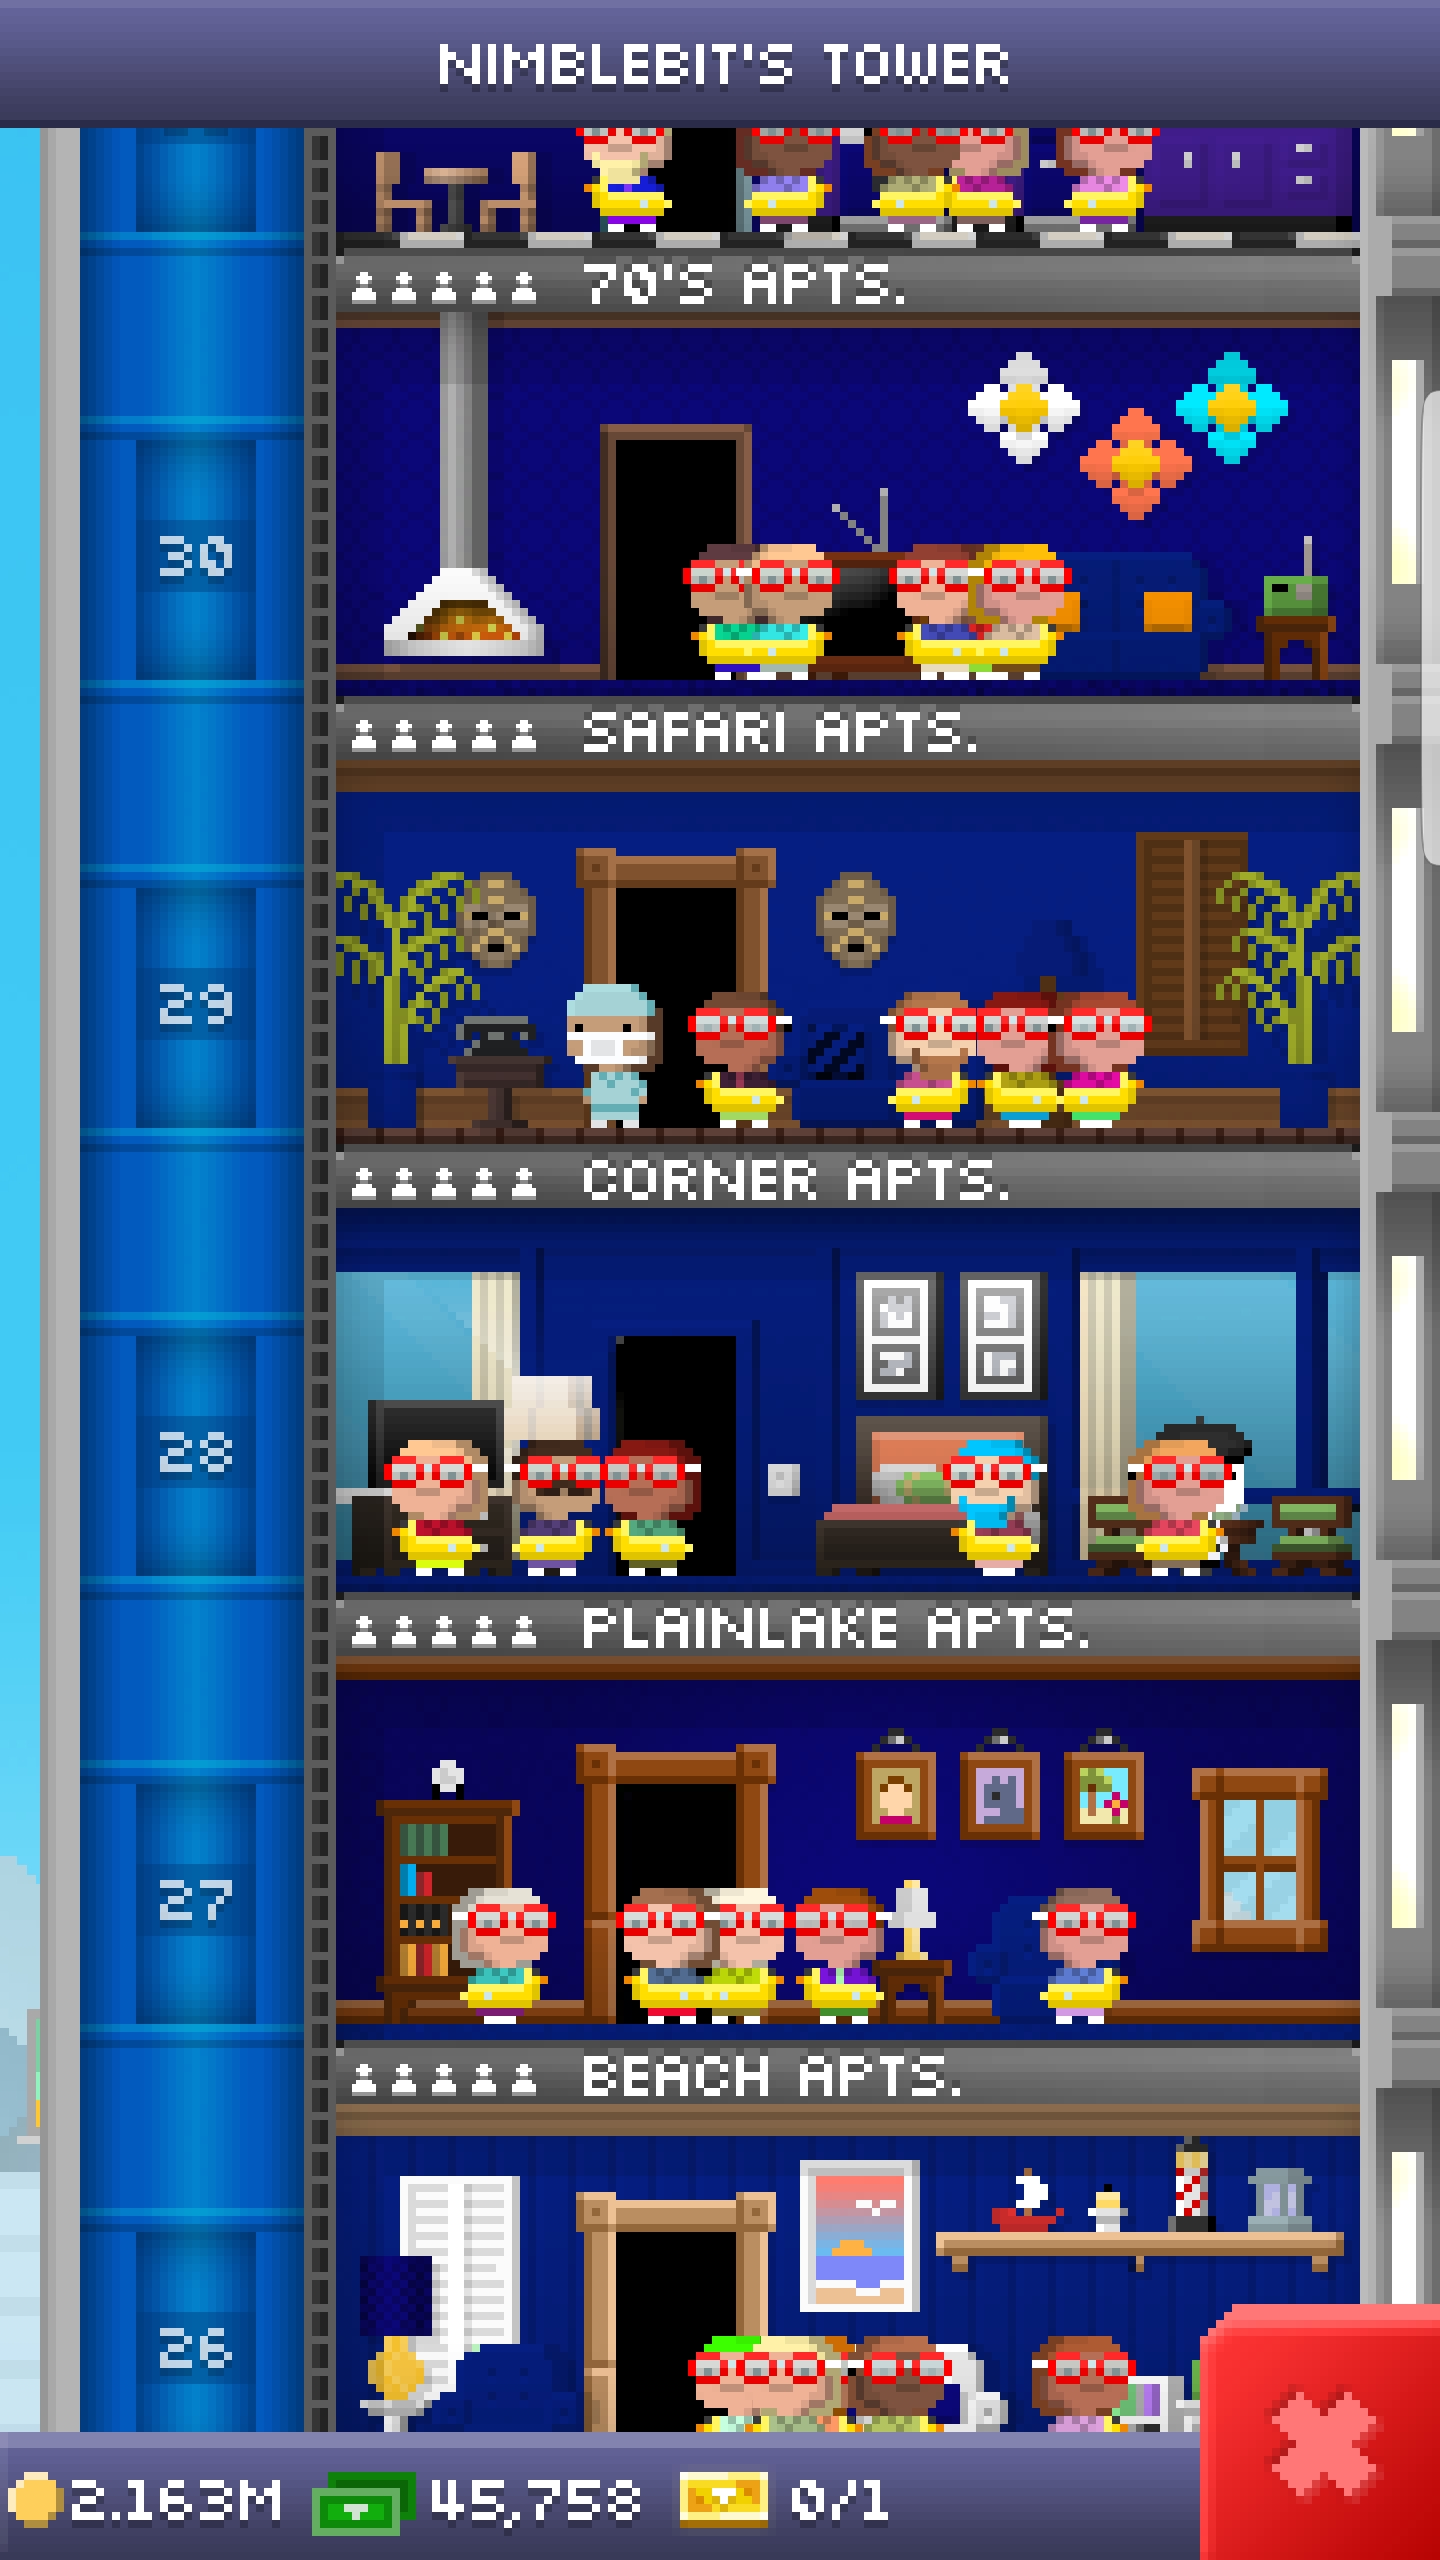 NIMBLEBIT'S TOWER
70'S APTS.
30
SAFARI APTS.
29
CORNER APTS.
28
PLAINLAKE APTS.
27
BEACH APTS.
26
2.163M 45,758 0/1